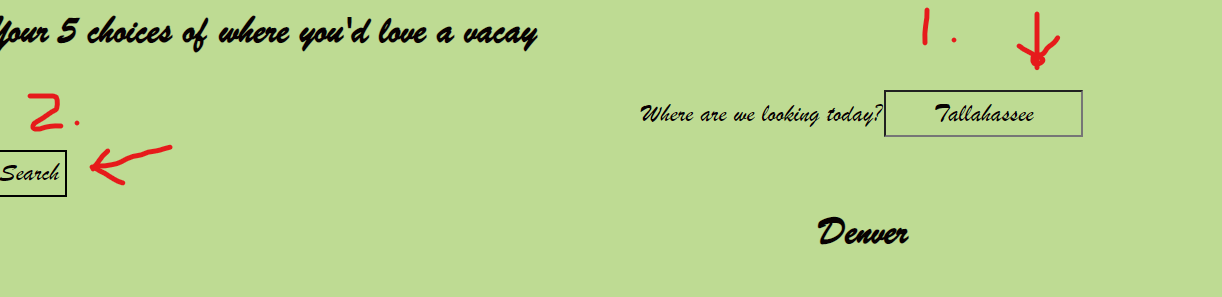 Your 5 choices of where you'd love a vacay
1.
Where are we looking today? Tallahassee
2.
Search
Denver